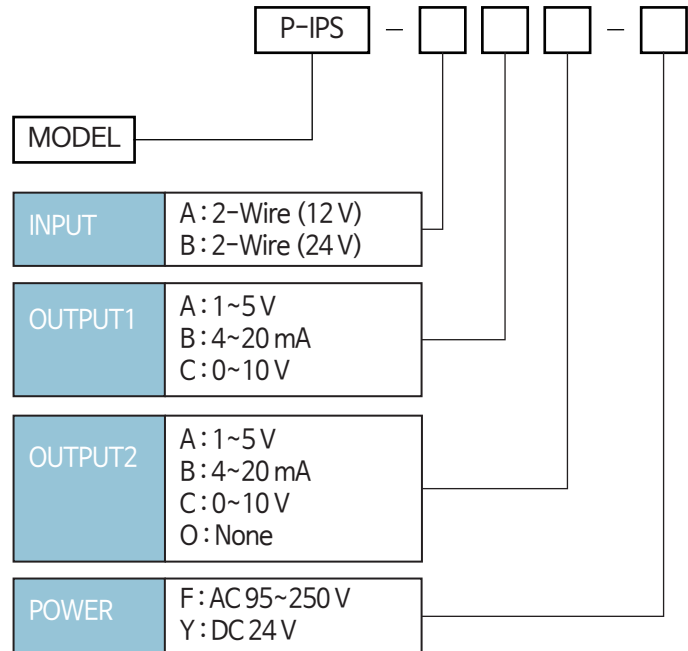 P-IPS – –
MODEL
INPUT
A : 2-Wire (12 V)
B : 2-Wire (24 V)
OUTPUT1
A : 1~5 V
B : 4~20 mA
C : 0~10 V
OUTPUT2
A : 1~5 V
B : 4~20 mA
C : 0~10 V
O : None
POWER
F : AC 95~250 V
Y : DC 24 V